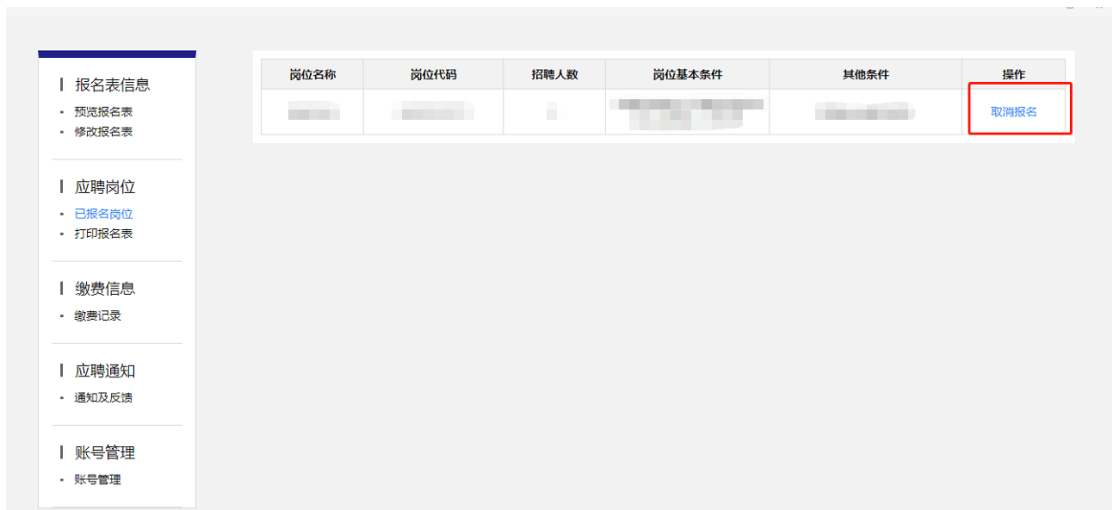 报名表信息
预览报名表
修改报名表
应聘岗位
已报名岗位
打印报名表
缴费信息
缴费记录
应聘通知
通知及反馈
账号管理
账号管理
岗位名称 岗位代码 招聘人数 岗位基本条件 其他条件 操作
取消报名